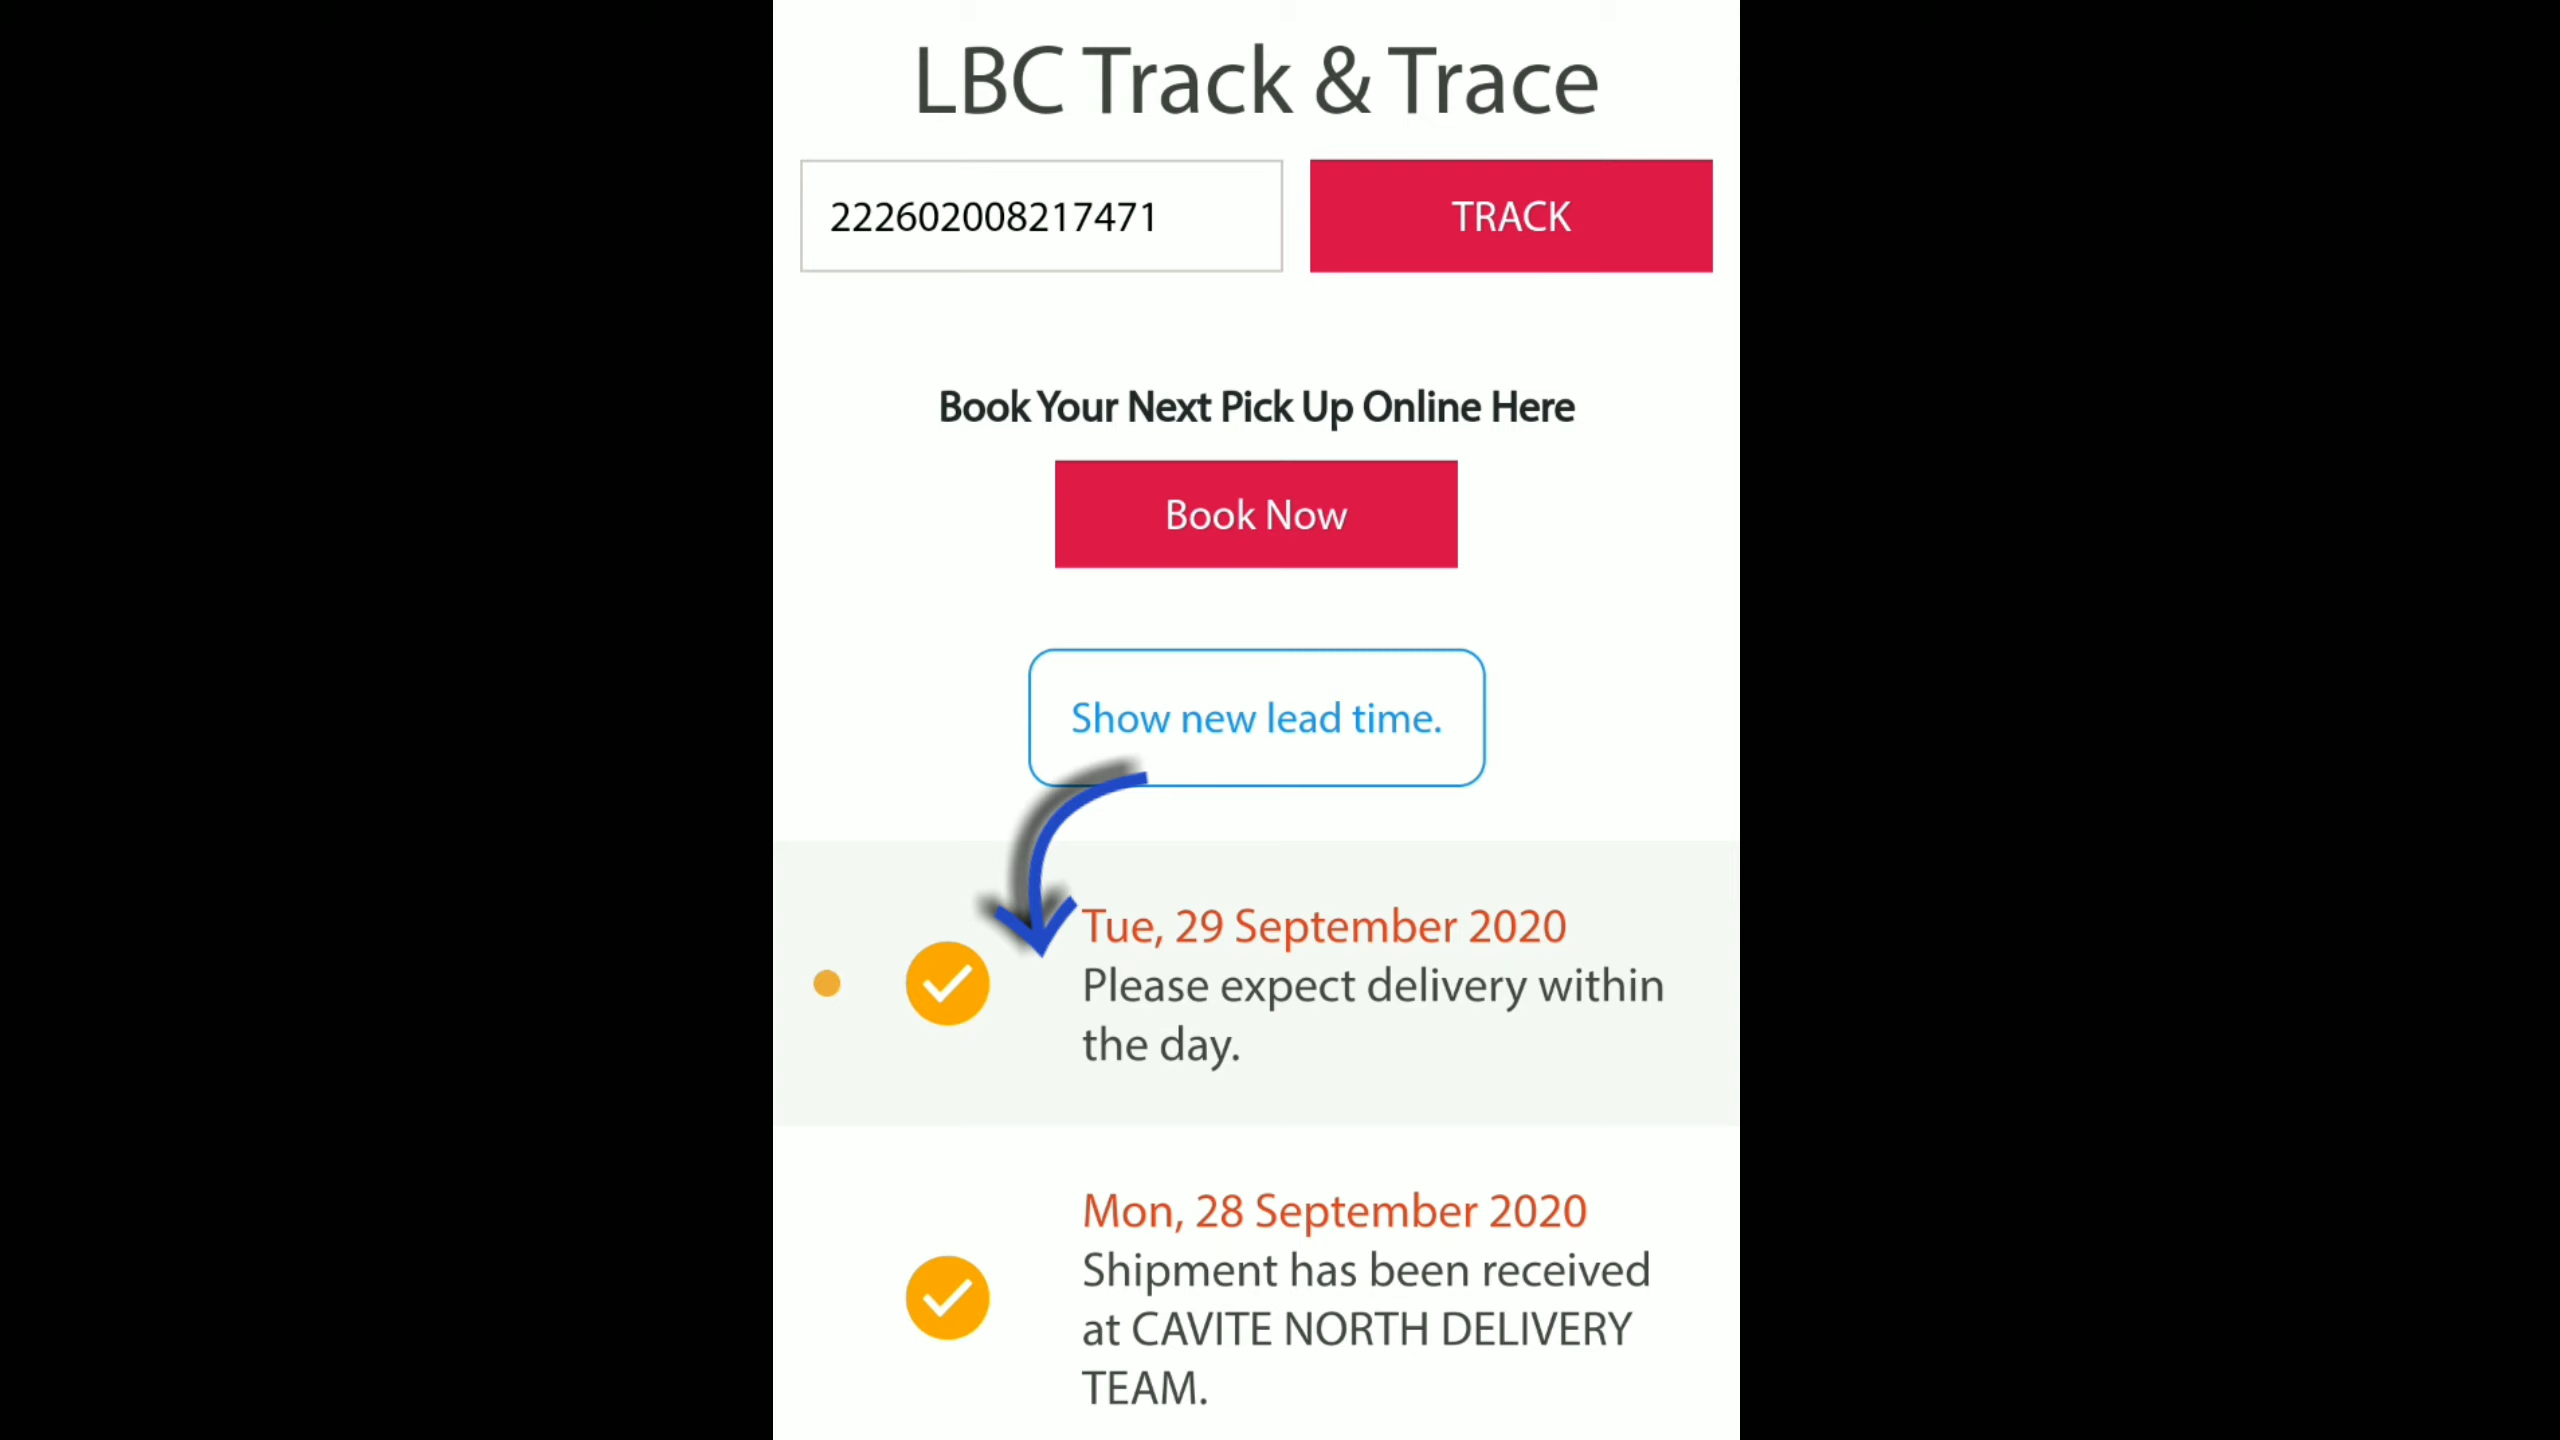 LBC Track & Trace
222602008217471
TRACK
Book Your Next Pick Up Online Here
Book Now
Show new lead time.
Tue, 29 September 2020
Please expect delivery within
the day.
Mon, 28 September 2020
Shipment has been received
at CAVITE NORTH DELIVERY
TEAM.